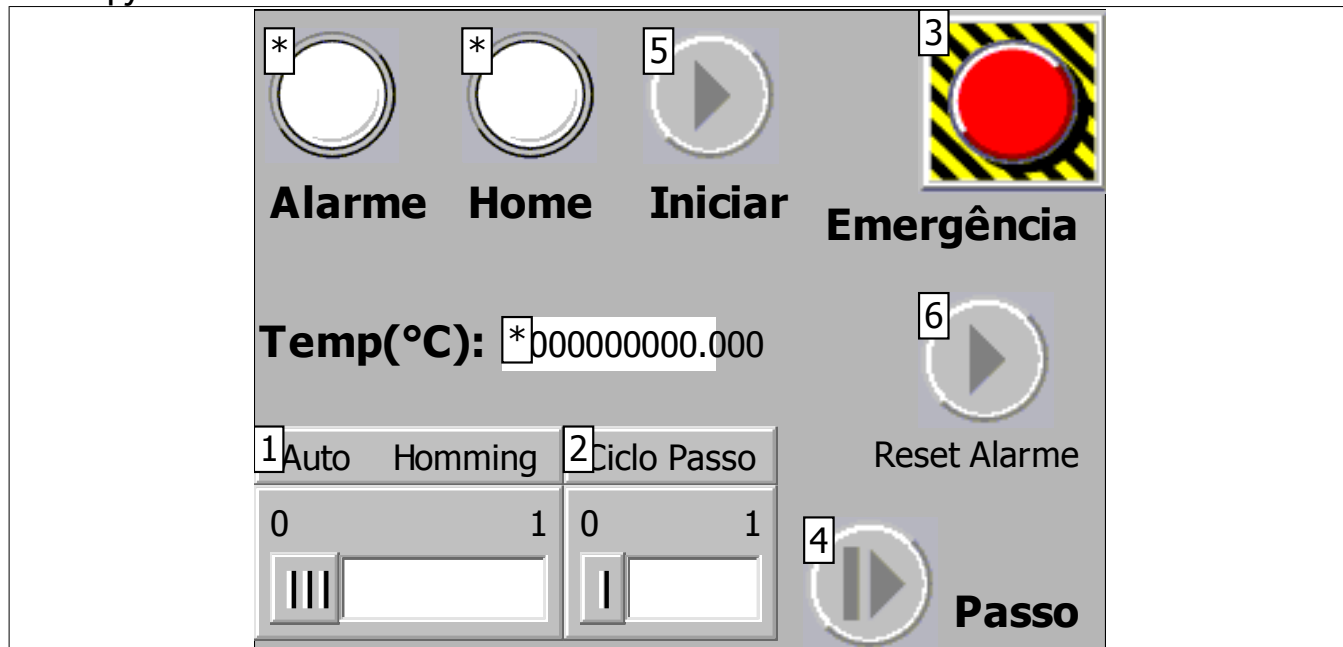 * * 5 3
Alarme Home Iniciar
Emergência
Temp(°C): *000000000.000
6
1 Auto Homming 2 Ciclo Passo
Reset Alarme
0 1 0 1
4
Passo